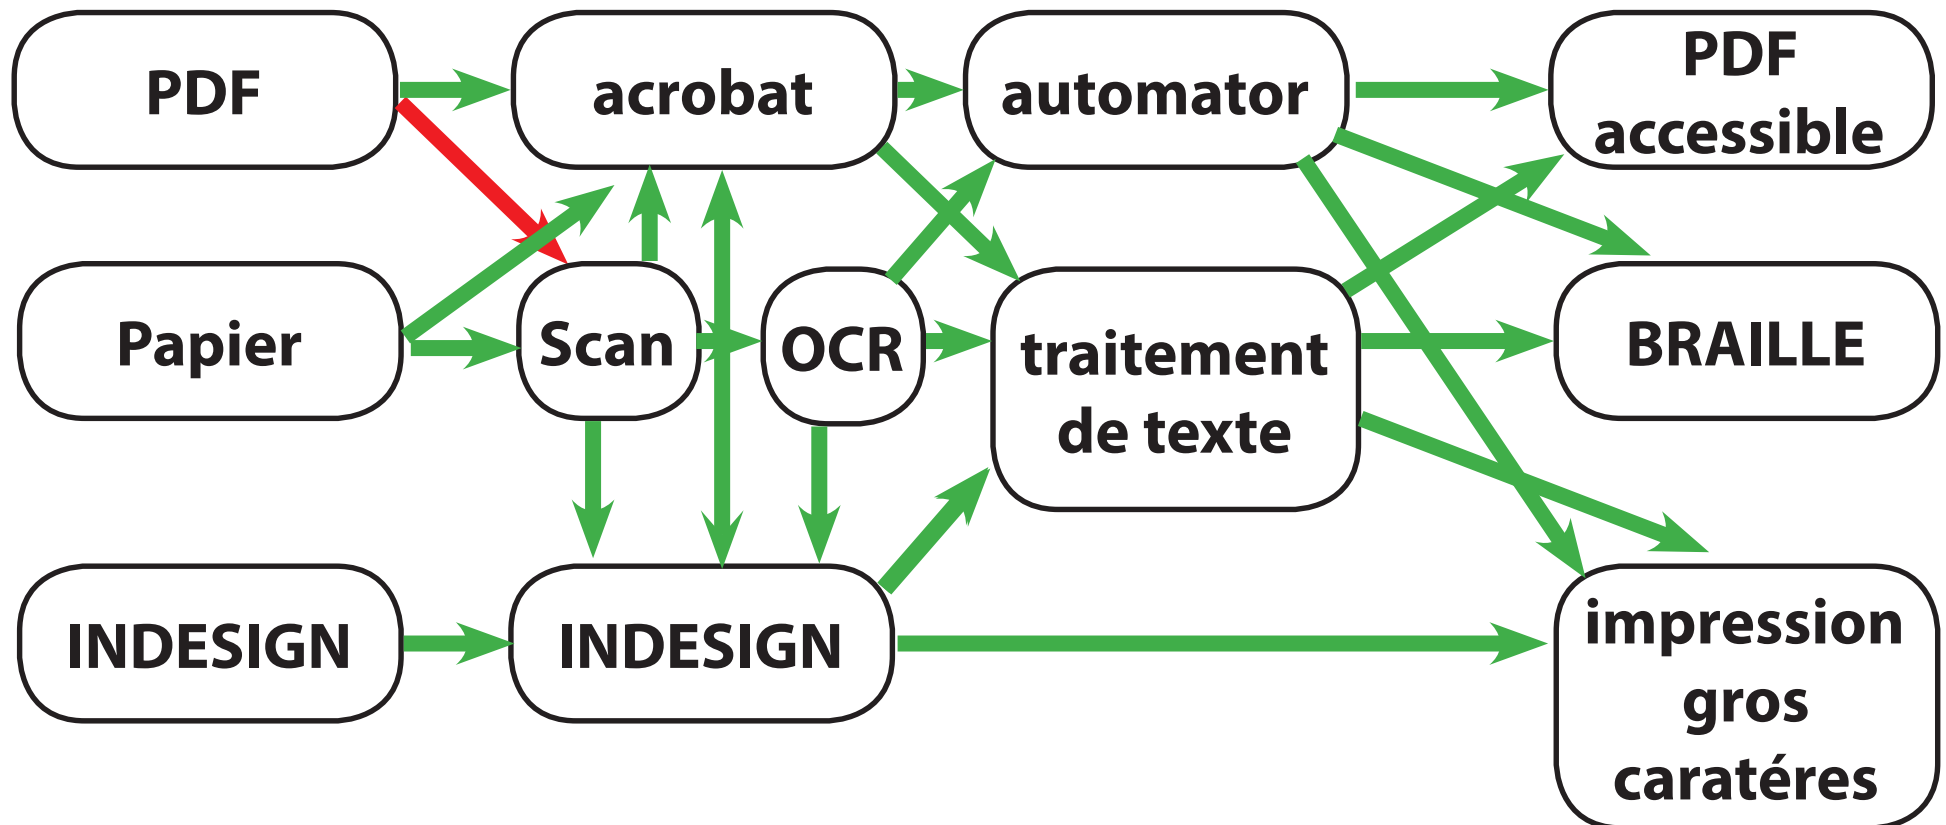 PDF
acrobat
automator
PDF
accessible
Papier
Scan
OCR
traitement
de texte
BRAILLE
INDESIGN
INDESIGN
impression
gros
caratéres